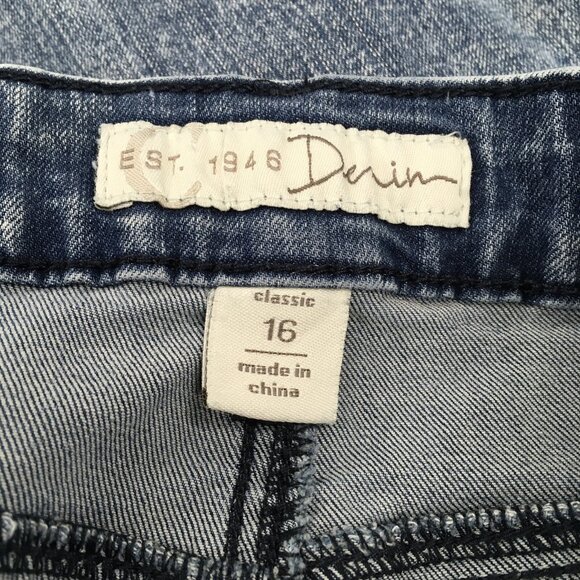 EST. 1946 Denim
classic
16
made in
china